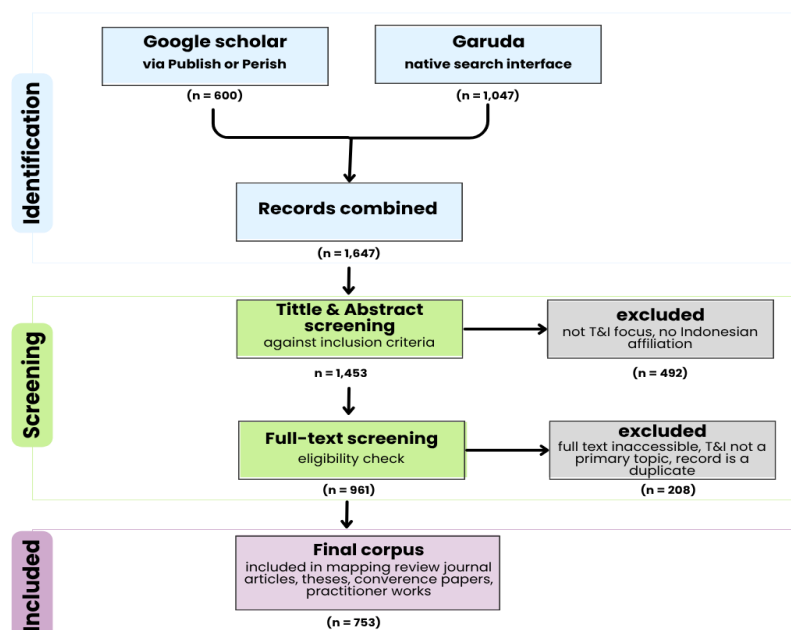 Identification
Google scholar
via Publish or Perish
(n = 600)
Garuda
native search interface
(n = 1,047)
Records combined
(n = 1,647)
Screening
Tittle & Abstract
screening
against inclusion criteria
n = 1,453
excluded
not T&I focus, no Indonesian
affiliation
(n = 492)
Full-text screening
eligibility check
(n = 961)
excluded
full text inaccessible, T&I not a
primary topic, record is a
duplicate
(n = 208)
Included
Final corpus
included in mapping review journal
articles, theses, converence papers,
practitioner works
(n = 753)